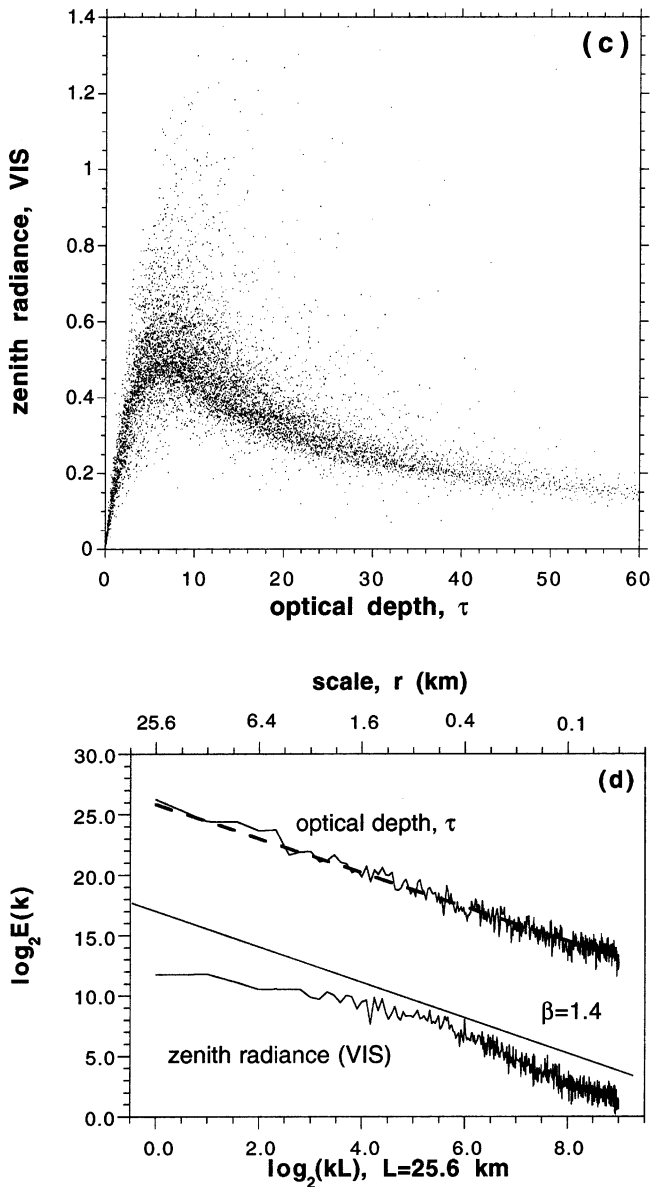 (c)
1.4
1.2
1
0.8
0.6
0.4
0.2
0
zenith radiance, VIS
0 10 20 30 40 50 60
optical depth, τ
scale, r (km)
25.6 6.4 1.6 0.4 0.1
(d)
30.0
25.0
20.0
15.0
10.0
5.0
0.0
log₂E(k)
optical depth, τ
β=1.4
zenith radiance (VIS)
0.0 2.0 4.0 6.0 8.0
log₂(kL), L=25.6 km